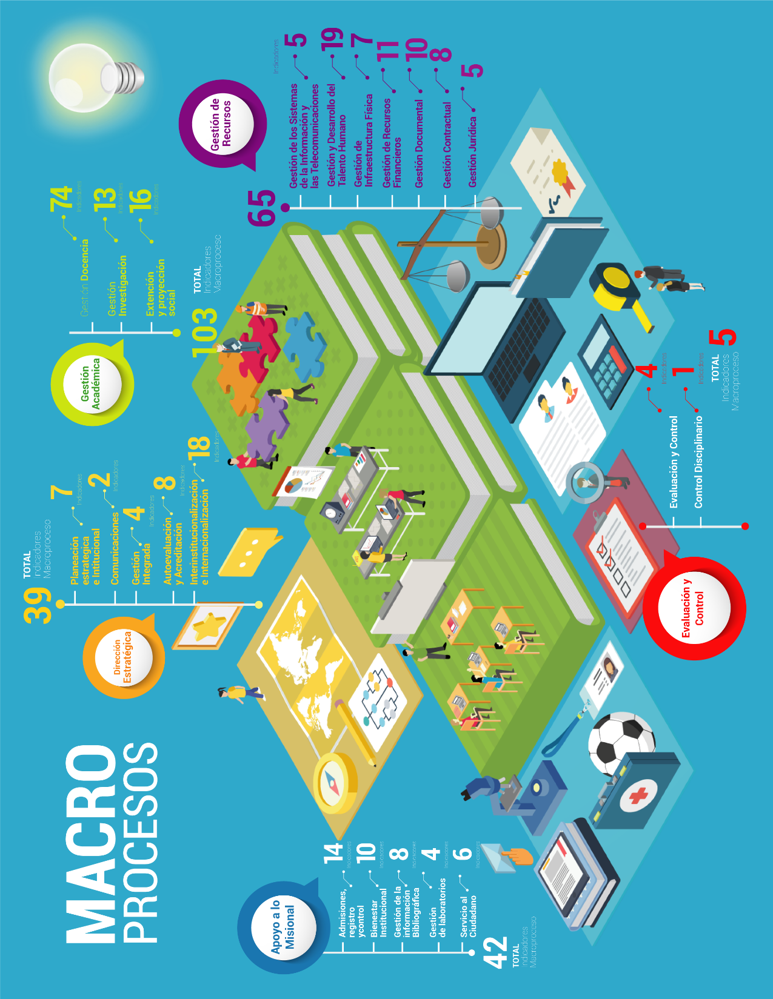 MACRO
PROCESOS
Dirección
Estratégica
39
TOTAL
Indicadores
Macroproceso
Planeación
estrategica
e Intitucional
7
Indicadores
Comunicaciones
2
Indicadores
Gestión
Integrada
4
Indicadores
Autoevaluación
y Acreditación
8
Indicadores
Interinstitucionalización
e Internacionalización
18
Indicadores
Gestión
Académica
Gestión Docencia
74
Indicadores
Gestión
Investigación
13
Indicadores
Extención
y proyección
social
16
Indicadores
103
TOTAL
Indicadores
Macroproceso
Gestión de
Recursos
65
Indicadores
Gestión de los Sistemas
de la Información y
las Telecomunicaciones
5
Gestión y Desarrollo del
Talento Humano
19
Gestión de
Infraestructura Física
7
Gestión de Recursos
Financieros
11
Gestión Documental
10
Gestión Contractual
8
Gestión Jurídica
5
Apoyo a lo
Misional
Admisiones,
registro
ycontrol
14
Indicadores
Bienestar
Institucional
10
Indicadores
Gestión de la
información
Bibliográfica
8
Indicadores
Gestión
de laboratorios
4
Indicadores
Servicio al
Ciudadano
6
Indicadores
42
TOTAL
Indicadores
Macroproceso
Evaluación y
Control
Evaluación y Control
4
Indicadores
Control Disciplinario
1
Indicadores
5
TOTAL
Indicadores
Macroproceso